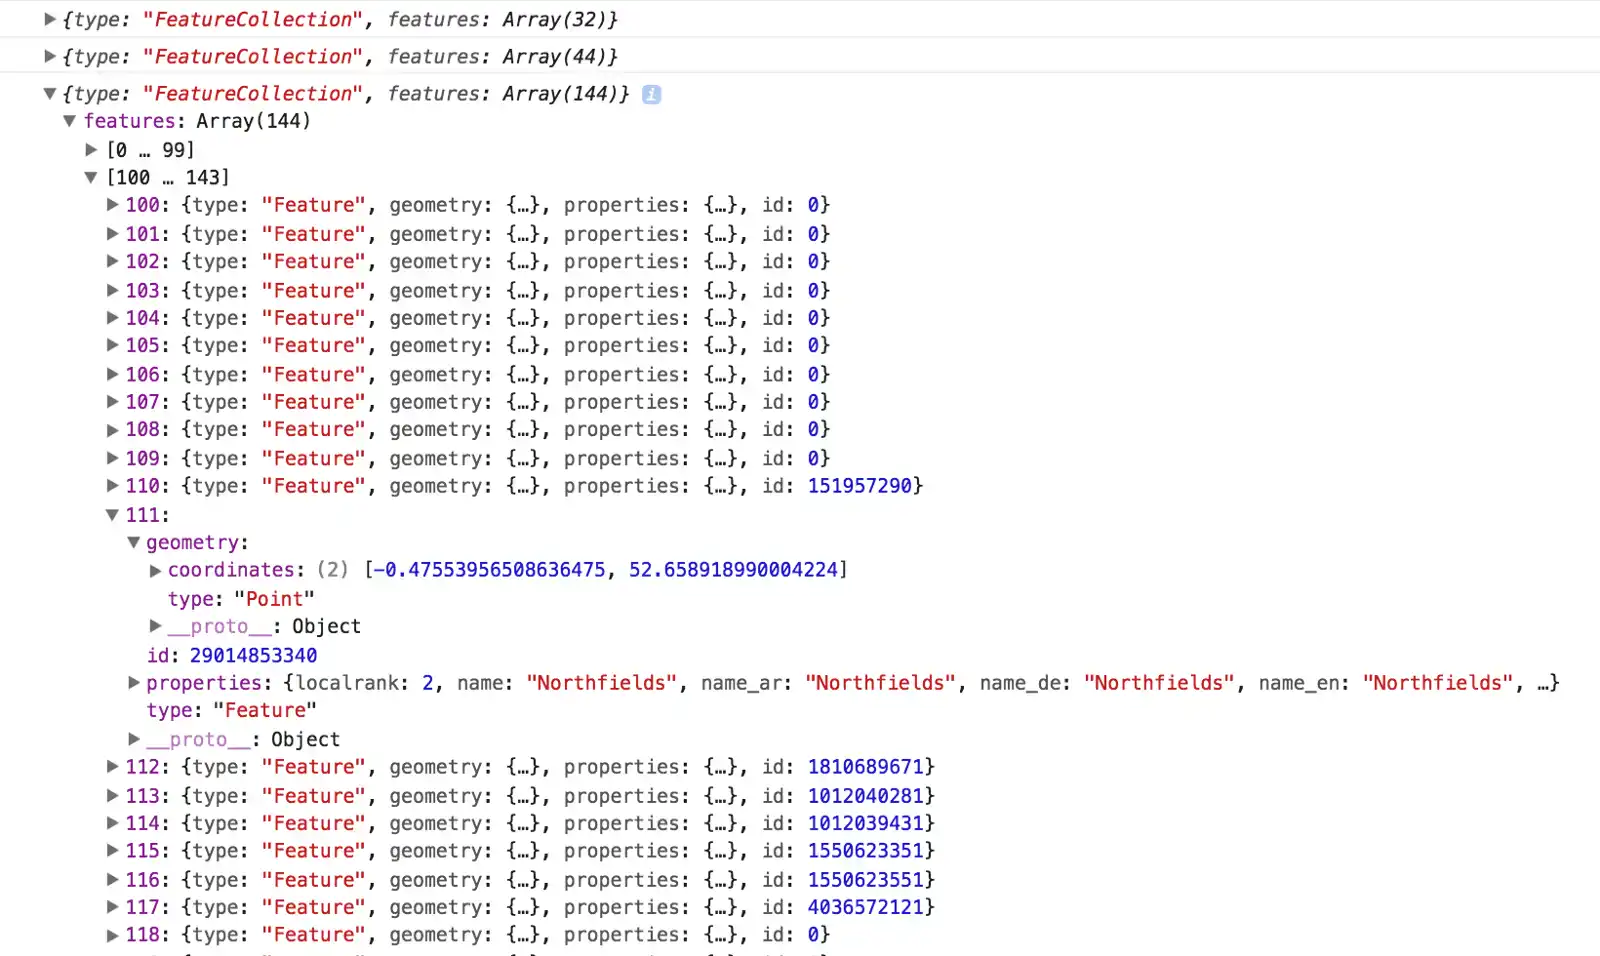 {type: "FeatureCollection", features: Array(32)}
{type: "FeatureCollection", features: Array(44)}
{type: "FeatureCollection", features: Array(144)} i
features: Array(144)
[0 … 99]
[100 … 143]
100: {type: "Feature", geometry: {…}, properties: {…}, id: 0}
101: {type: "Feature", geometry: {…}, properties: {…}, id: 0}
102: {type: "Feature", geometry: {…}, properties: {…}, id: 0}
103: {type: "Feature", geometry: {…}, properties: {…}, id: 0}
104: {type: "Feature", geometry: {…}, properties: {…}, id: 0}
105: {type: "Feature", geometry: {…}, properties: {…}, id: 0}
106: {type: "Feature", geometry: {…}, properties: {…}, id: 0}
107: {type: "Feature", geometry: {…}, properties: {…}, id: 0}
108: {type: "Feature", geometry: {…}, properties: {…}, id: 0}
109: {type: "Feature", geometry: {…}, properties: {…}, id: 0}
110: {type: "Feature", geometry: {…}, properties: {…}, id: 151957290}
111:
geometry:
coordinates: (2) [-0.47553956508636475, 52.658918990004224]
type: "Point"
__proto__: Object
id: 29014853340
properties: {localrank: 2, name: "Northfields", name_ar: "Northfields", name_de: "Northfields", name_en: "Northfields", …}
type: "Feature"
__proto__: Object
112: {type: "Feature", geometry: {…}, properties: {…}, id: 1810689671}
113: {type: "Feature", geometry: {…}, properties: {…}, id: 1012040281}
114: {type: "Feature", geometry: {…}, properties: {…}, id: 1012039431}
115: {type: "Feature", geometry: {…}, properties: {…}, id: 1550623351}
116: {type: "Feature", geometry: {…}, properties: {…}, id: 1550623551}
117: {type: "Feature", geometry: {…}, properties: {…}, id: 4036572121}
118: {type: "Feature", geometry: {…}, properties: {…}, id: 0}